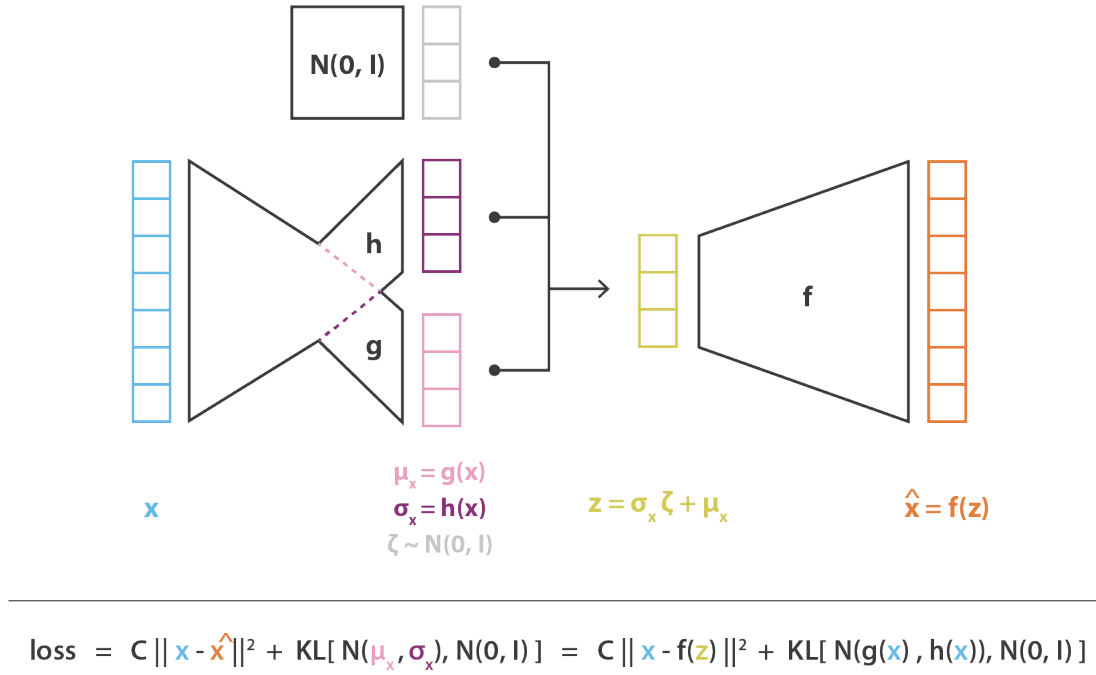 N(0, I)
h
g
f
μₓ = g(x)
x
σₓ = h(x)
z = σₓ ζ + μₓ
x̂ = f(z)
ζ ~ N(0, I)
loss = C || x - x̂ ||² + KL[ N(μₓ , σₓ), N(0, I) ] = C || x - f(z) ||² + KL[ N(g(x) , h(x)), N(0, I) ]